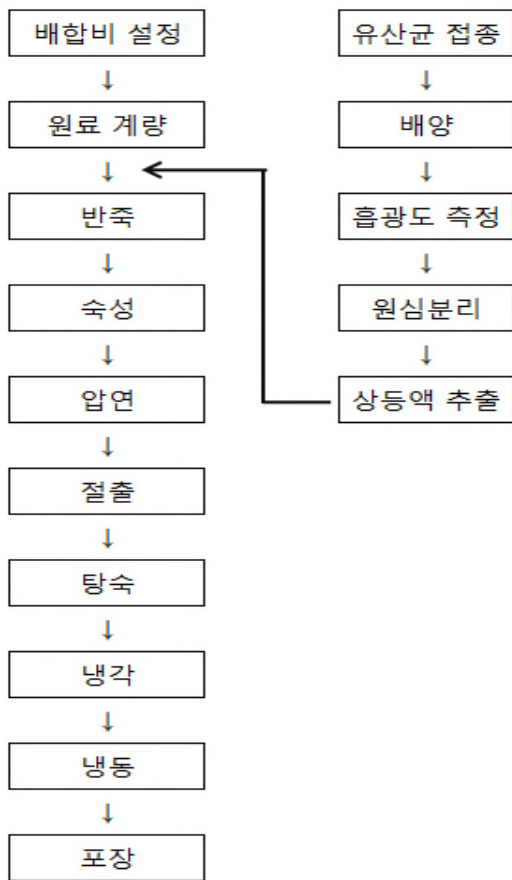 배합비 설정
↓
원료 계량
↓
반죽
↓
숙성
↓
압연
↓
절출
↓
탕숙
↓
냉각
↓
냉동
↓
포장
유산균 접종
↓
배양
↓
흡광도 측정
↓
원심분리
↓
상등액 추출